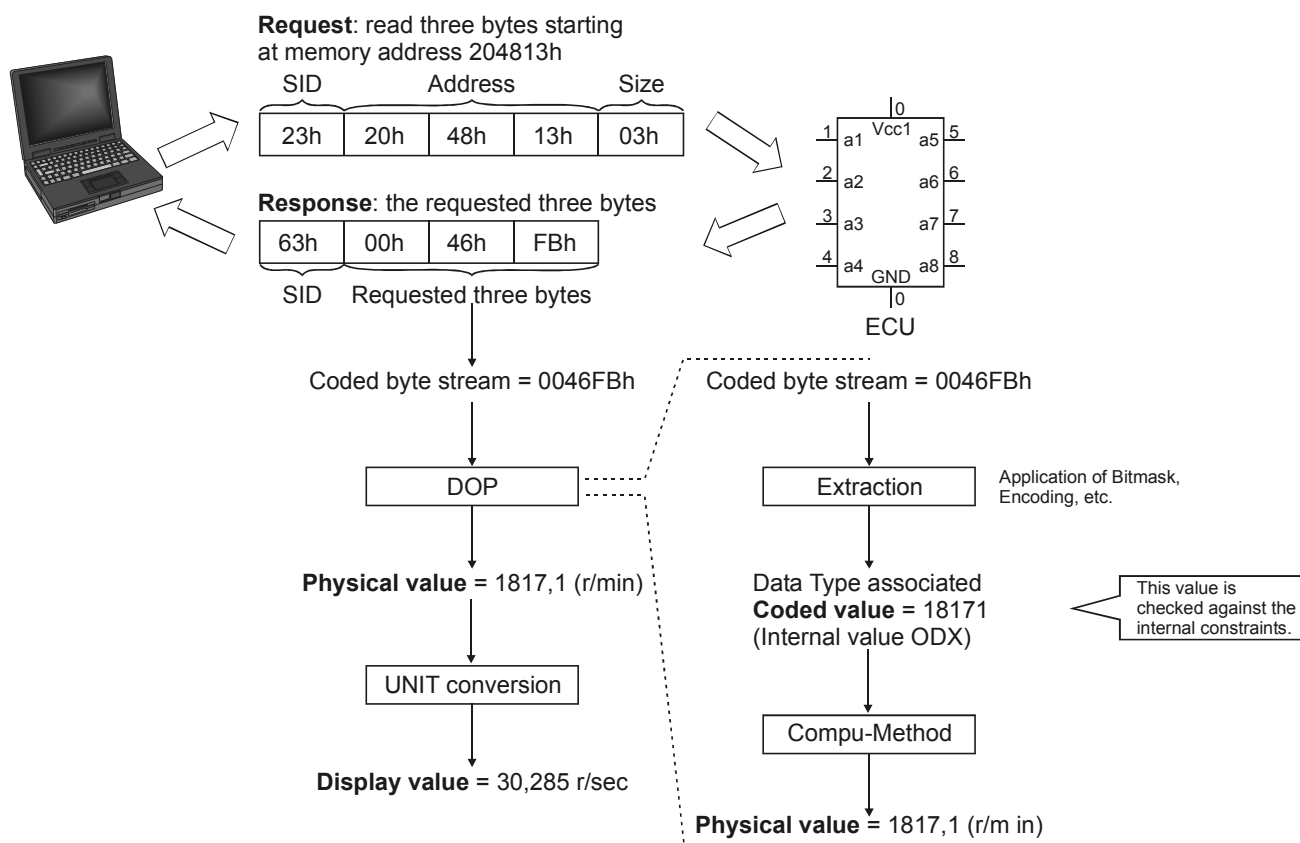 Request: read three bytes starting
at memory address 204813h
SID Address Size
23h 20h 48h 13h 03h
Response: the requested three bytes
63h 00h 46h FBh
SID Requested three bytes
0
Vcc1
1 a1 a5 5
2 a2 a6 6
3 a3 a7 7
4 a4 a8 8
GND
0
ECU
Coded byte stream = 0046FBh
DOP
Physical value = 1817,1 (r/min)
UNIT conversion
Display value = 30,285 r/sec
Coded byte stream = 0046FBh
Extraction
Application of Bitmask,
Encoding, etc.
Data Type associated
Coded value = 18171
(Internal value ODX)
This value is
checked against the
internal constraints.
Compu-Method
Physical value = 1817,1 (r/m in)